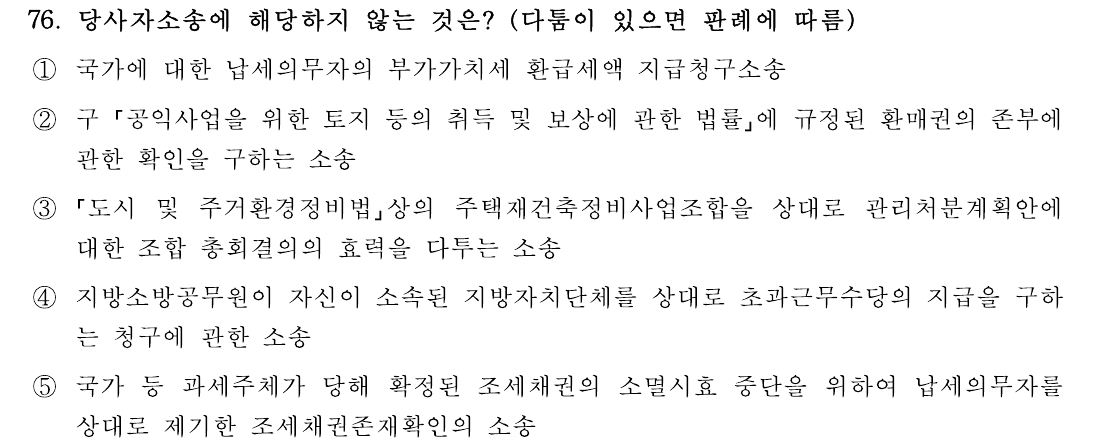 76. 당사자소송에 해당하지 않는 것은? (다툼이 있으면 판례에 따름)
① 국가에 대한 납세의무자의 부가가치세 환급세액 지급청구소송
② 구 「공익사업을 위한 토지 등의 취득 및 보상에 관한 법률」에 규정된 환매권의 존부에
관한 확인을 구하는 소송
③ 「도시 및 주거환경정비법」상의 주택재건축정비사업조합을 상대로 관리처분계획안에
대한 조합 총회결의의 효력을 다투는 소송
④ 지방소방공무원이 자신이 소속된 지방자치단체를 상대로 초과근무수당의 지급을 구하
는 청구에 관한 소송
⑤ 국가 등 과세주체가 당해 확정된 조세채권의 소멸시효 중단을 위하여 납세의무자를
상대로 제기한 조세채권존재확인의 소송